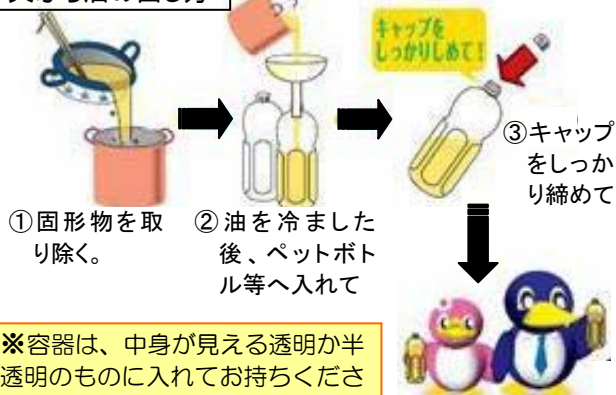 キャップを
しっかりしめて！
①固形物を取
り除く。
②油を冷ました
後、ペットボト
ル等へ入れて
③キャップ
をしっか
り締めて
※容器は、中身が見える透明か半
透明のものに入れてお持ちくださ